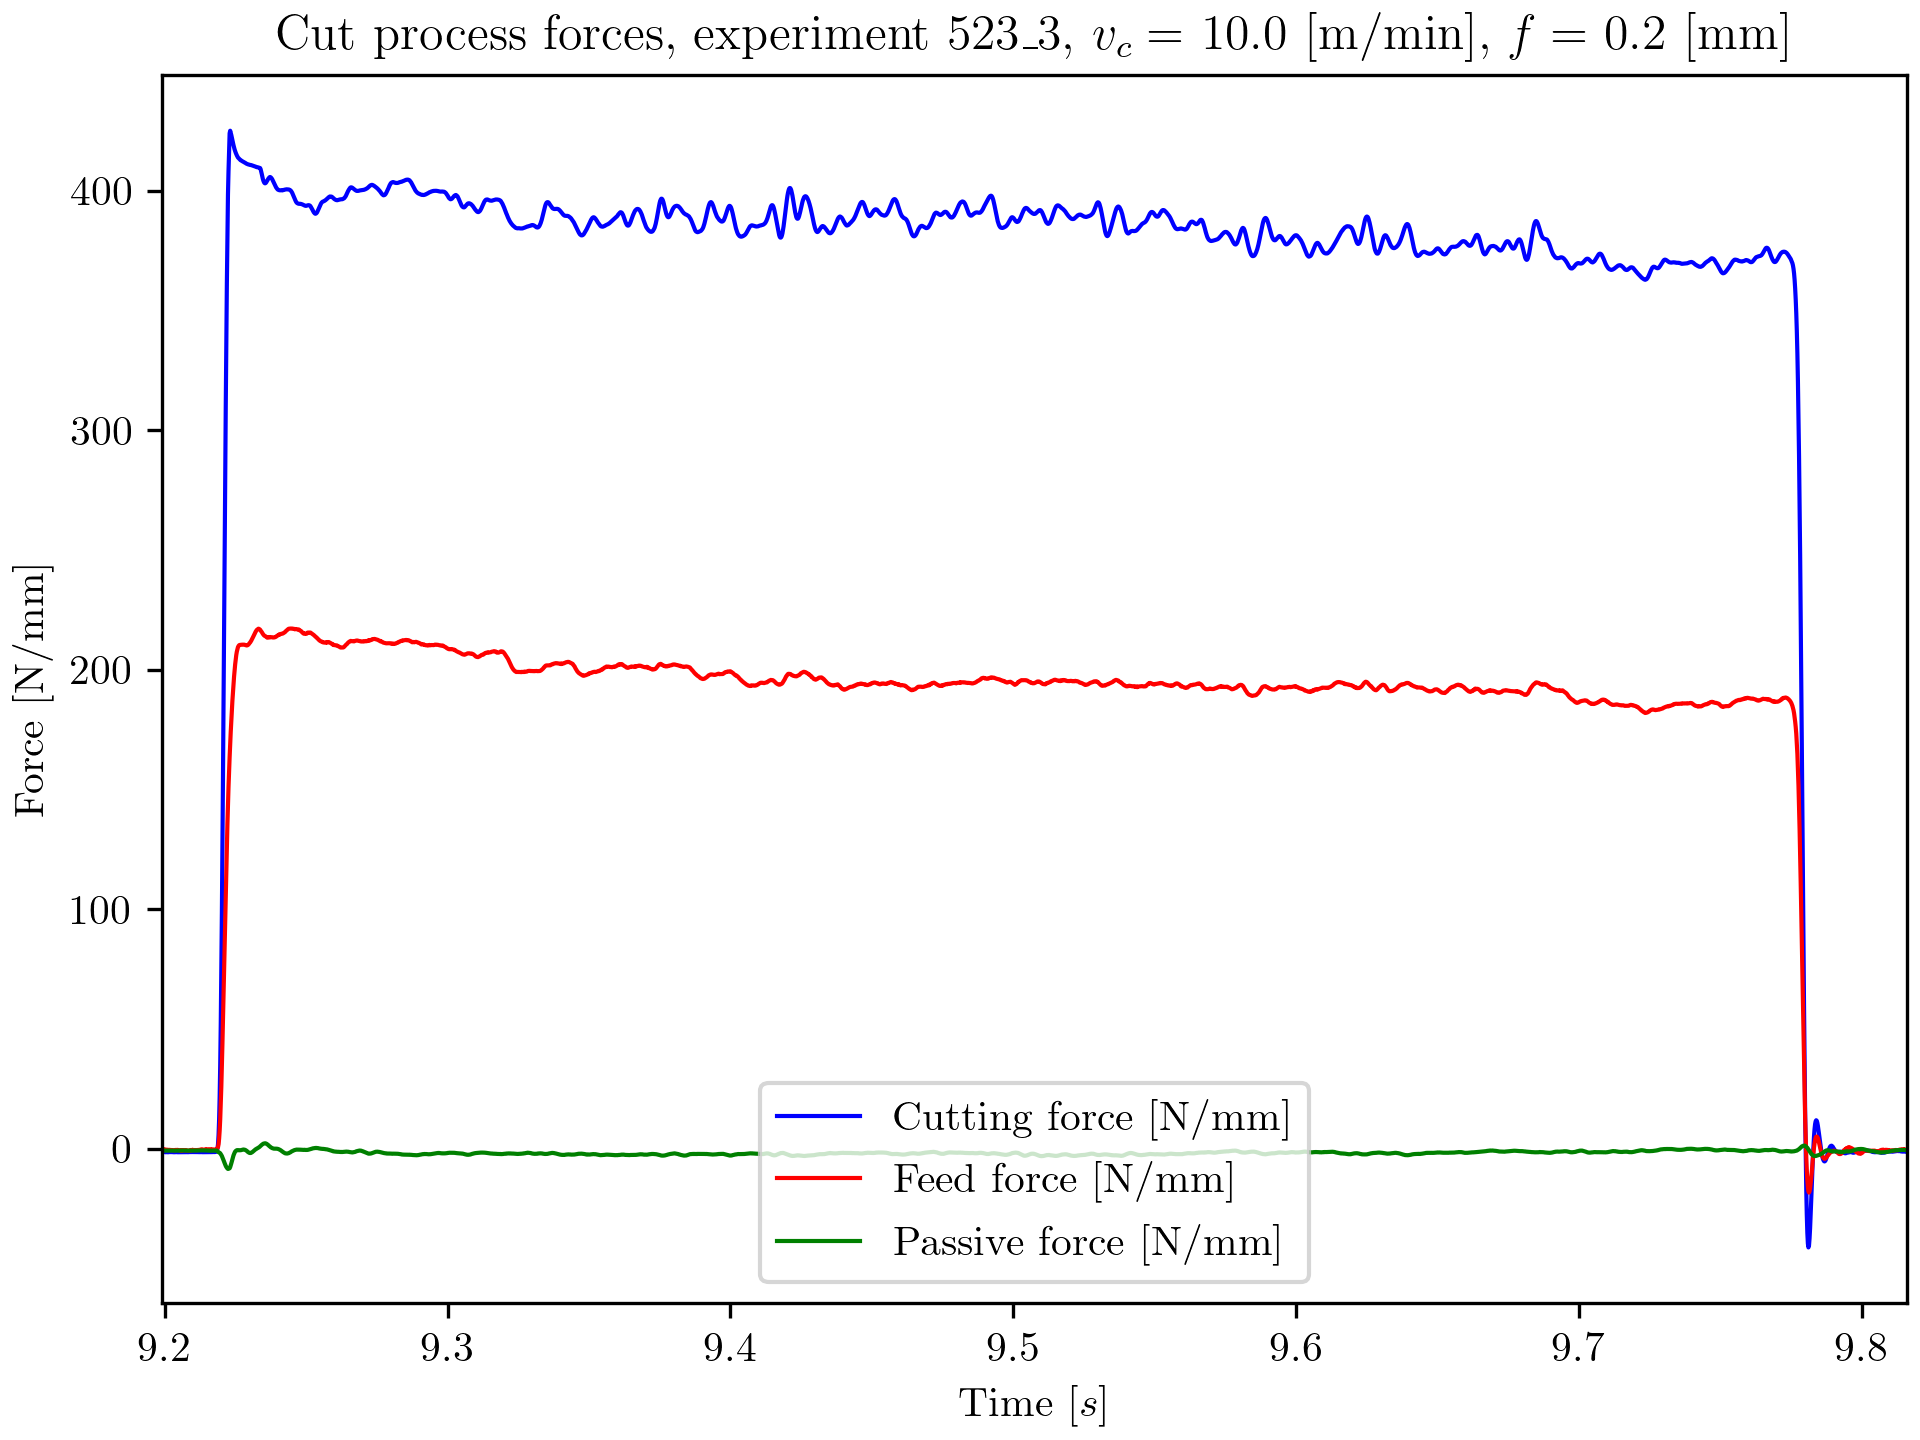 Cut process forces, experiment 523_3, v_c = 10.0 [m/min], f = 0.2 [mm]
400
300
200
100
0
Force [N/mm]
Cutting force [N/mm]
Feed force [N/mm]
Passive force [N/mm]
9.2 9.3 9.4 9.5 9.6 9.7 9.8
Time [s]